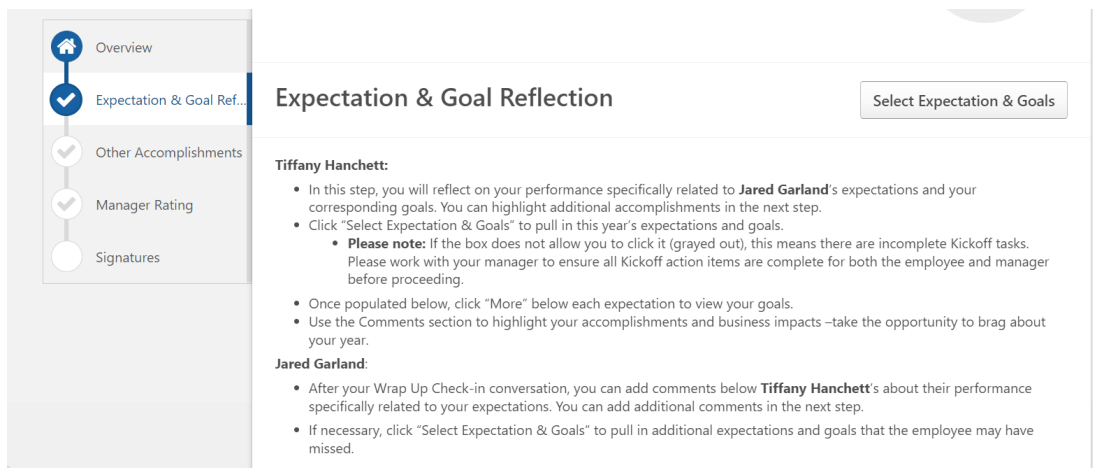 Overview
Expectation & Goal Ref...
Other Accomplishments
Manager Rating
Signatures
Expectation & Goal Reflection
Select Expectation & Goals
Tiffany Hanchett:
• In this step, you will reflect on your performance specifically related to Jared Garland's expectations and your
corresponding goals. You can highlight additional accomplishments in the next step.
• Click “Select Expectation & Goals” to pull in this year's expectations and goals.
• Please note: If the box does not allow you to click it (grayed out), this means there are incomplete Kickoff tasks.
Please work with your manager to ensure all Kickoff action items are complete for both the employee and manager
before proceeding.
• Once populated below, click “More” below each expectation to view your goals.
• Use the Comments section to highlight your accomplishments and business impacts –take the opportunity to brag about
your year.
Jared Garland:
• After your Wrap Up Check-in conversation, you can add comments below Tiffany Hanchett's about their performance
specifically related to your expectations. You can add additional comments in the next step.
• If necessary, click “Select Expectation & Goals” to pull in additional expectations and goals that the employee may have
missed.